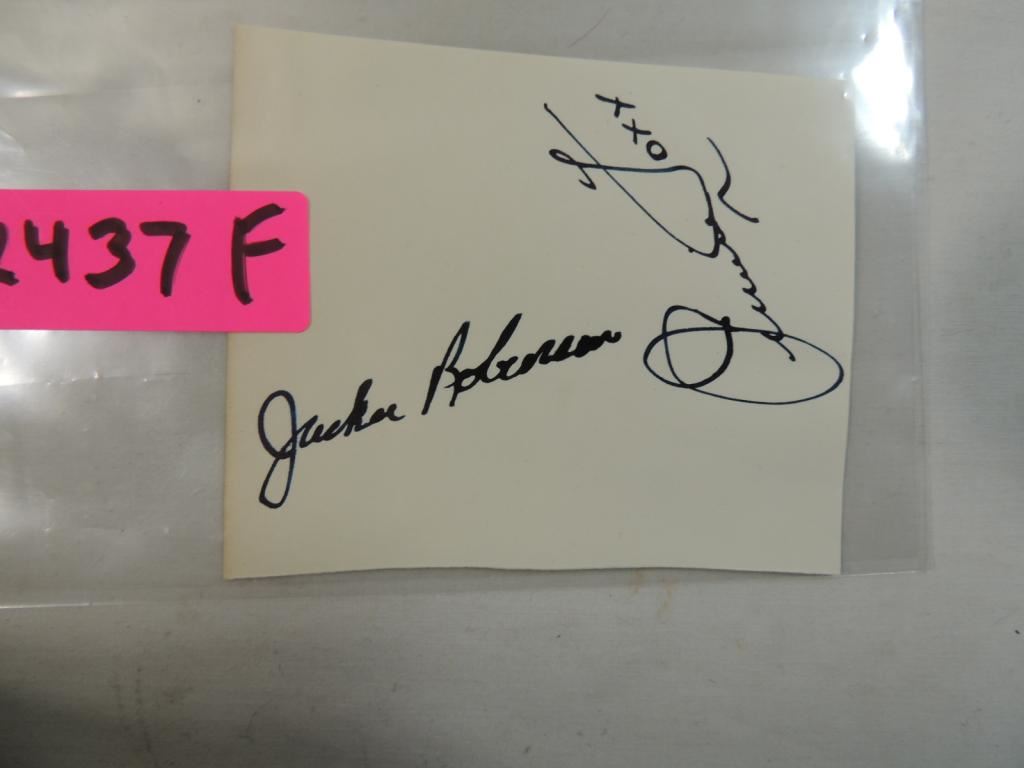 2437 F
Jackie Robinson
xxo